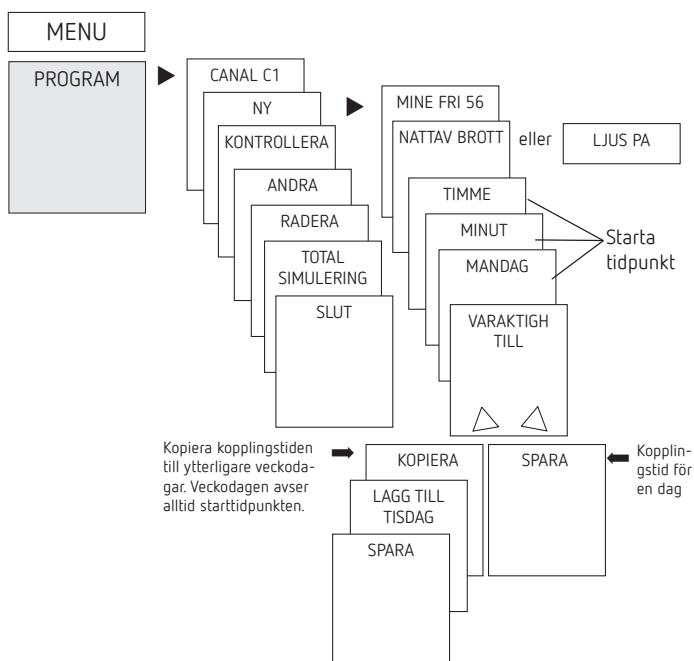 MENU
PROGRAM
CANAL C1
NY
KONTROLLERA
ANDRA
RADERA
TOTAL
SIMULERING
SLUT
MINE FRI 56
NATTAV BROTT
eller
LJUS PA
TIMME
MINUT
MANDAG
Starta
tidpunkt
VARAKTIGH
TILL
Kopiera kopplingstiden
till ytterligare veckoda-
gar. Veckodagen avser
alltid starttidpunkten.
KOPIERA
LAGG TILL
TISDAG
SPARA
SPARA
Kopplin-
gstid för
en dag